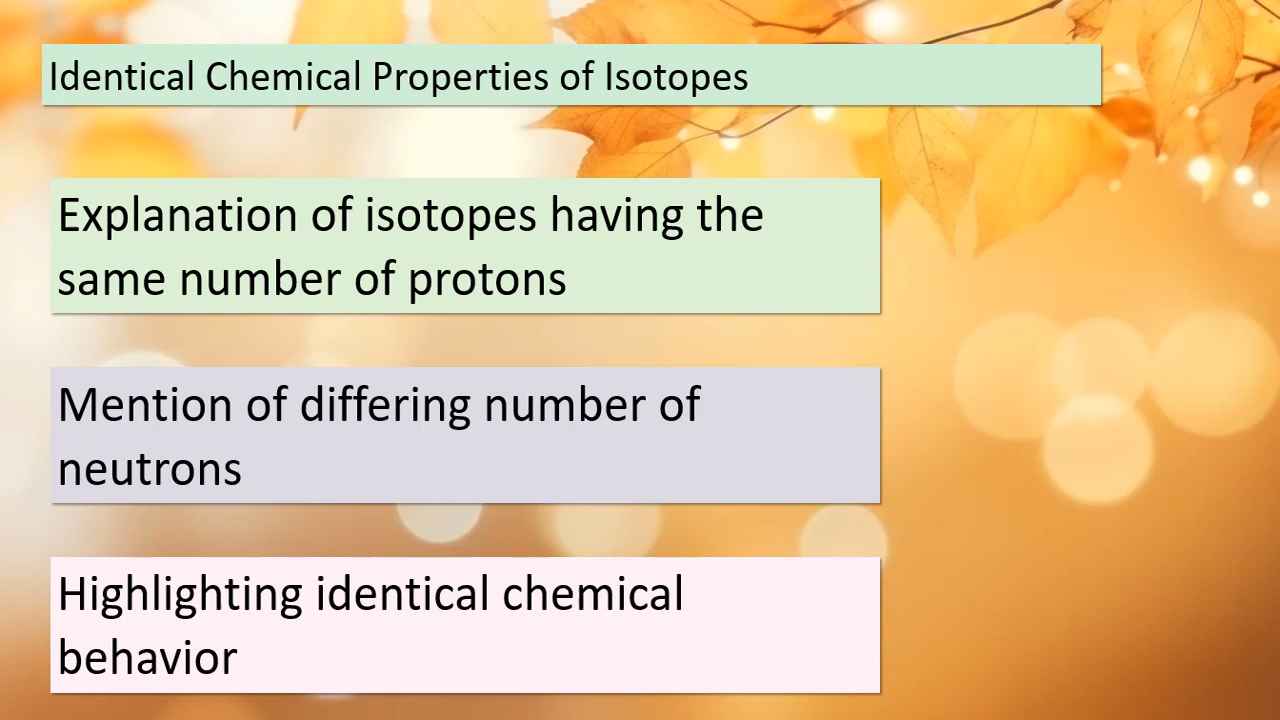 Identical Chemical Properties of Isotopes
Explanation of isotopes having the
same number of protons
Mention of differing number of
neutrons
Highlighting identical chemical
behavior